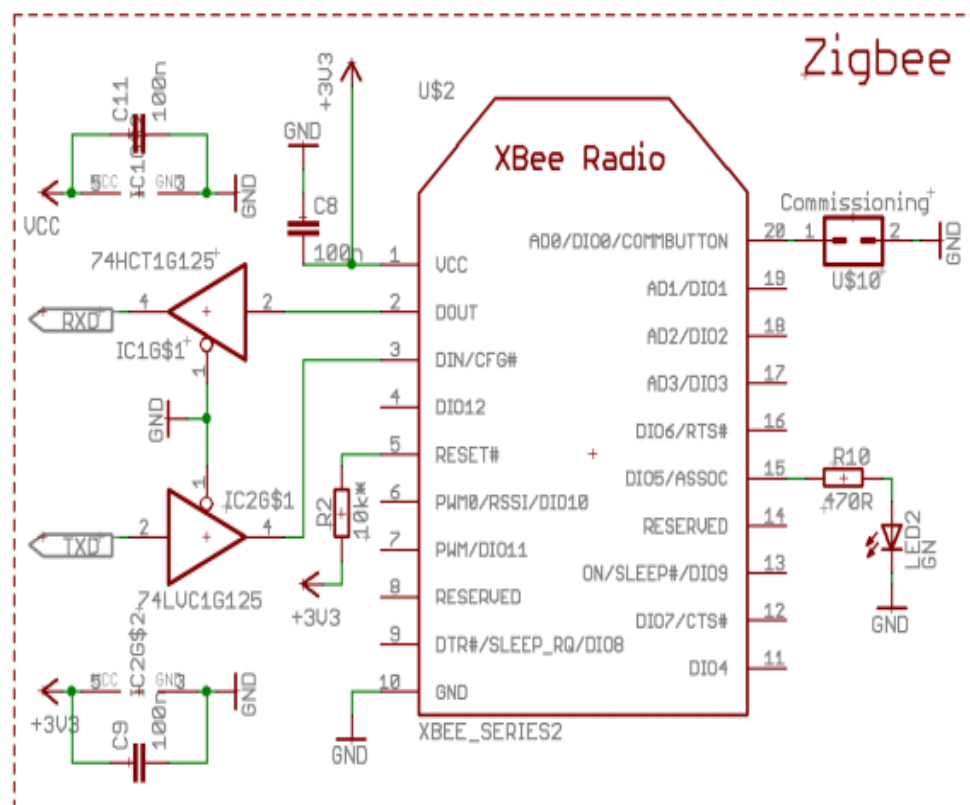 Zigbee
C11
100n
IC1G$2
5
CC
GND
3
VCC
GND
+3V3
GND
C8
100n
U$2
XBee Radio
74HCT1G125
RXD
4
2
IC1G$1
1
GND
1
IC2G$1
TXD
2
4
74LVC1G125
R2
10k*
+3V3
IC2G$2
5
CC
GND
3
+3V3
GND
C9
100n
1 VCC
2 DOUT
3 DIN/CFG#
4 DIO12
5 RESET#
6 PWM0/RSSI/DIO10
7 PWM/DIO11
8 RESERVED
9 DTR#/SLEEP_RQ/DIO8
10 GND
GND
XBEE_SERIES2
AD0/DIO0/COMMBUTTON 20
AD1/DIO1 19
AD2/DIO2 18
AD3/DIO3 17
DIO6/RTS# 16
DIO5/ASSOC 15
RESERVED 14
ON/SLEEP#/DIO9 13
DIO7/CTS# 12
DIO4 11
Commissioning
1
2
U$10
GND
R10
470R
LED2
GN
GND